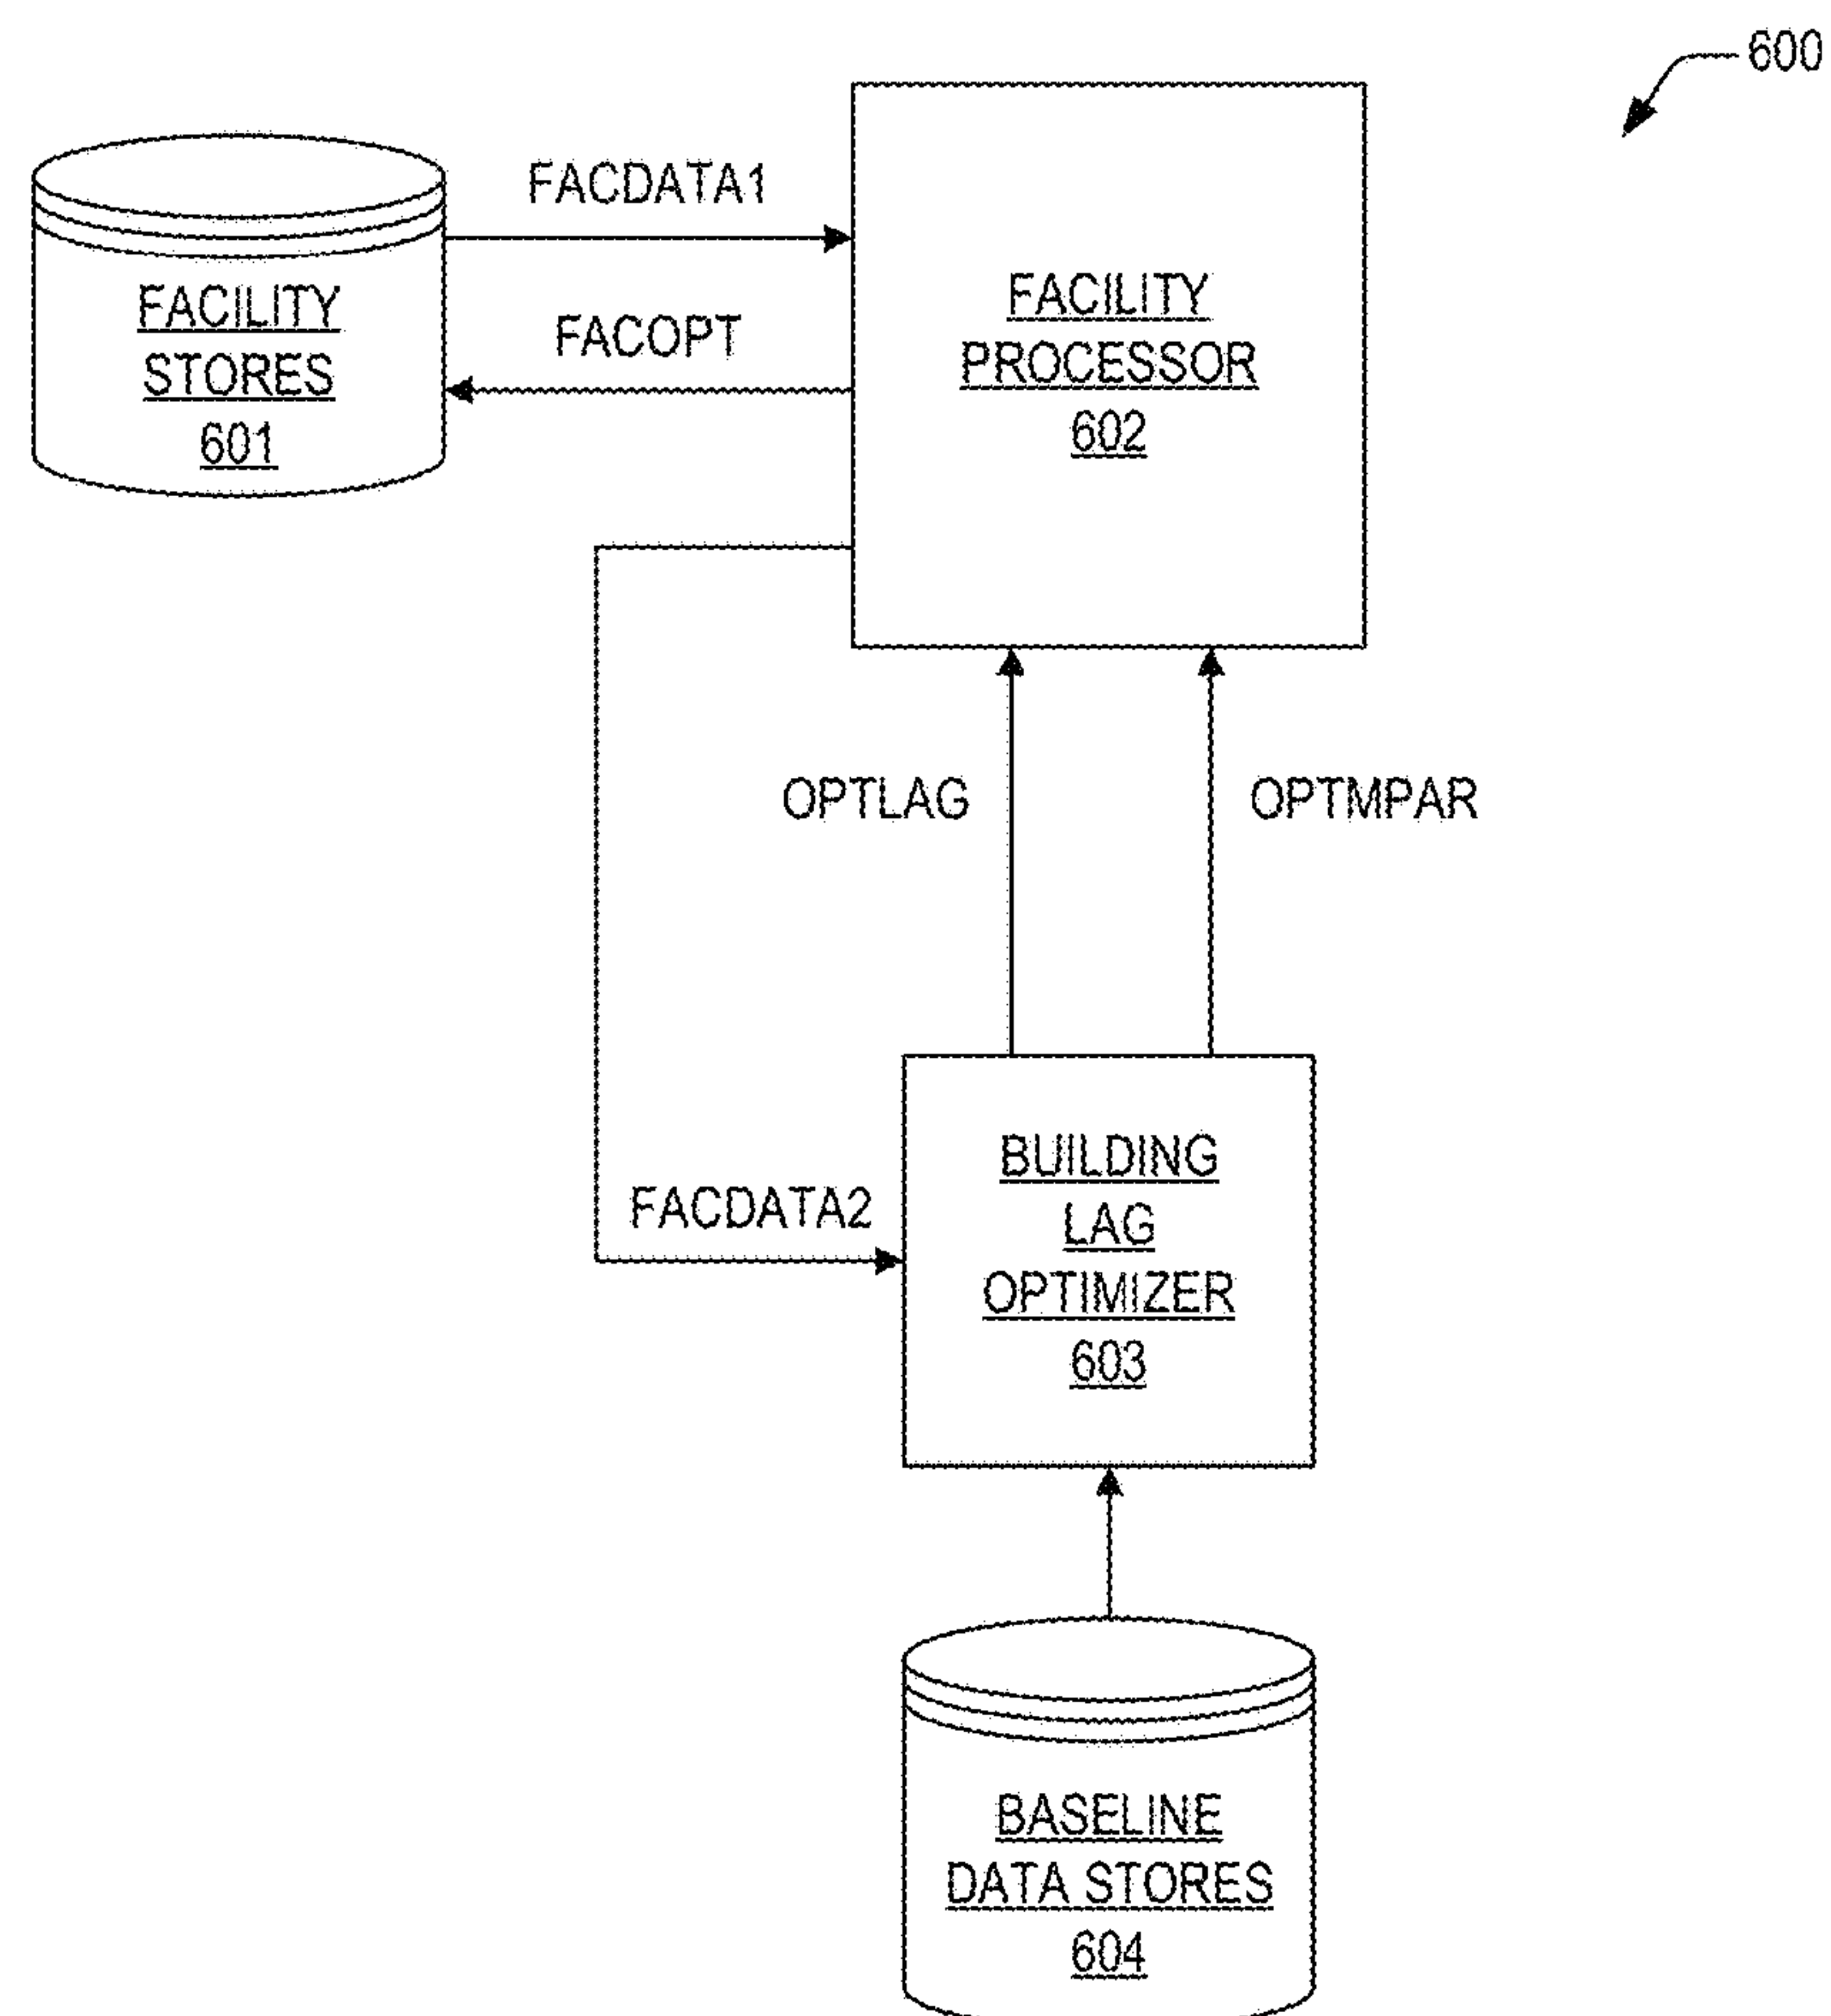 600
FACDATA1
FACILITY
STORES
601
FACOPT
FACILITY
PROCESSOR
602
OPTLAG
OPTMPAR
FACDATA2
BUILDING
LAG
OPTIMIZER
603
BASELINE
DATA STORES
604